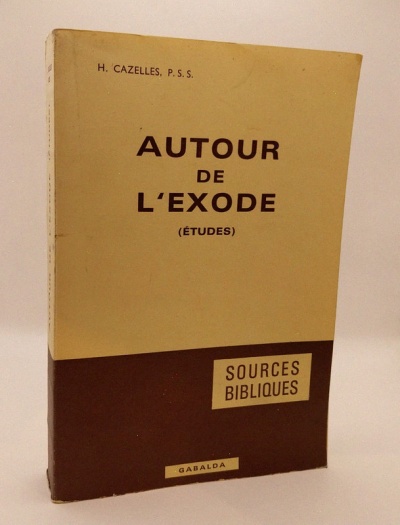 H. CAZELLES, P.S.S.
AUTOUR
DE
L'EXODE
(ÉTUDES)
SOURCES
BIBLIQUES
GABALDA